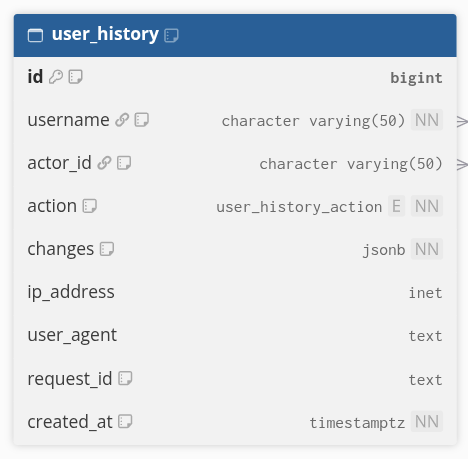 user_history
id bigint
username character varying(50) NN
actor_id character varying(50)
action user_history_action E NN
changes jsonb NN
ip_address inet
user_agent text
request_id text
created_at timestamptz NN